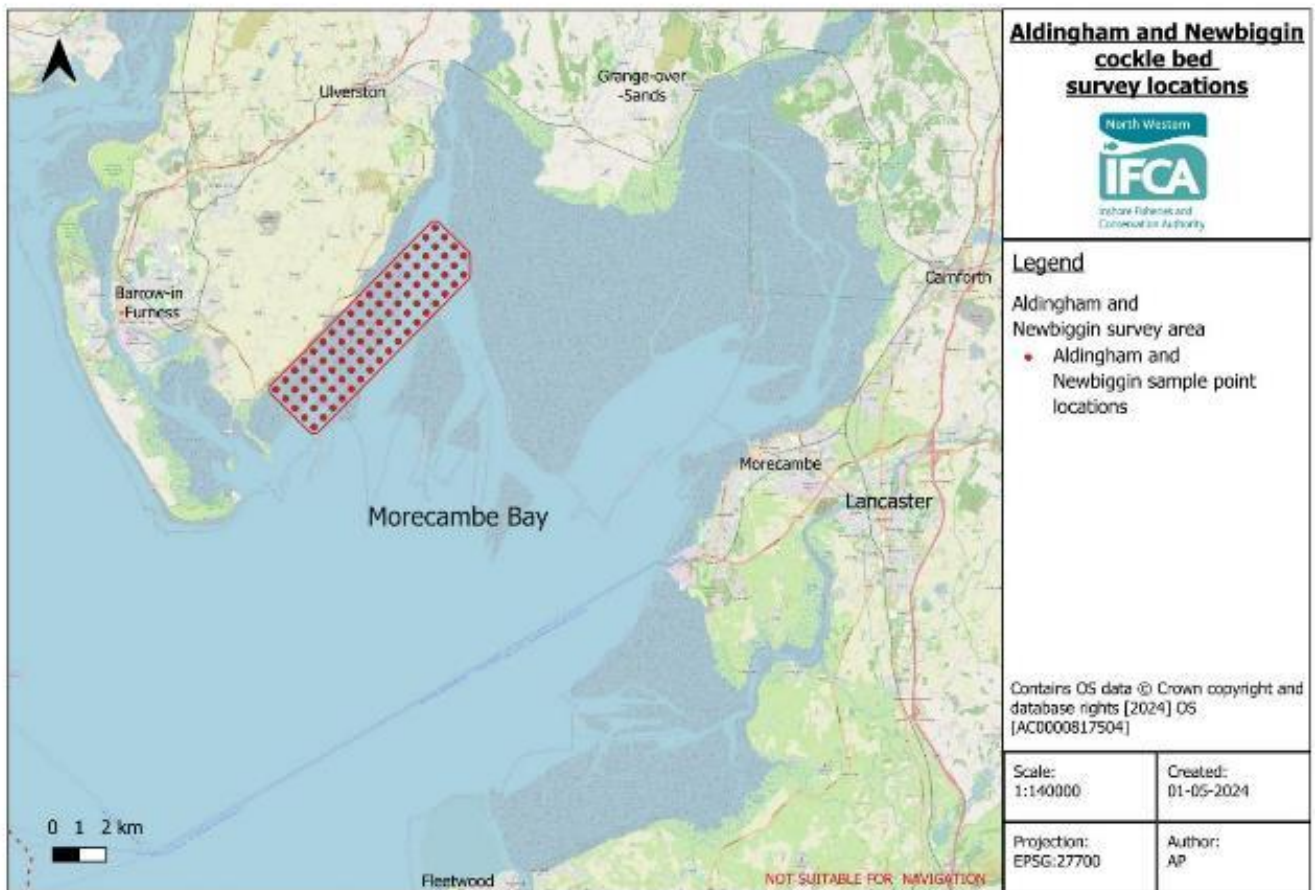 Aldingham and Newbiggin
cockle bed
survey locations
North Western
IFCA
Inshore Fisheries and
Conservation Authority
Legend
Aldingham and
Newbiggin survey area
Aldingham and
Newbiggin sample point
locations
Contains OS data © Crown copyright and
database rights [2024] OS
[AC0000817504]
Scale:
1:140000
Created:
01-05-2024
Projection:
EPSG:27700
Author:
AP
Ulverston
Grange-over
-Sands
Barrow-in
-Furness
Carnforth
Morecambe
Lancaster
Morecambe Bay
0 1 2 km
Fleetwood
NOT SUITABLE FOR NAVIGATION